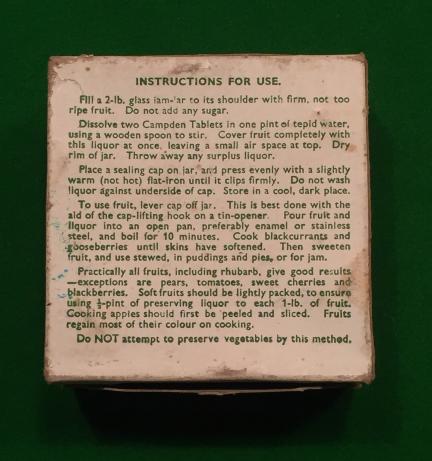 INSTRUCTIONS FOR USE.
Fill a 2-lb. glass jam-jar to its shoulder with firm, not too
ripe fruit. Do not add any sugar.
Dissolve two Campden Tablets in one pint of tepid water,
using a wooden spoon to stir. Cover fruit completely with
this liquor at once, leaving a small air space at top. Dry
rim of jar. Throw away any surplus liquor.
Place a sealing cap on jar, and press evenly with a slightly
warm (not hot) flat-iron until it clips firmly. Do not wash
liquor against underside of cap. Store in a cool, dark place.
To use fruit, lever cap off jar. This is best done with the
aid of the cap-lifting hook on a tin-opener. Pour fruit and
liquor into an open pan, preferably enamel or stainless
steel, and boil for 10 minutes. Cook blackcurrants and
gooseberries until skins have softened. Then sweeten
fruit, and use stewed, in puddings and pies, or for jam.
Practically all fruits, including rhubarb, give good results
—exceptions are pears, tomatoes, sweet cherries and
blackberries. Soft fruits should be lightly packed, to ensure
using ½-pint of preserving liquor to each 1-lb. of fruit.
Cooking apples should first be peeled and sliced. Fruits
regain most of their colour on cooking.
Do NOT attempt to preserve vegetables by this method.